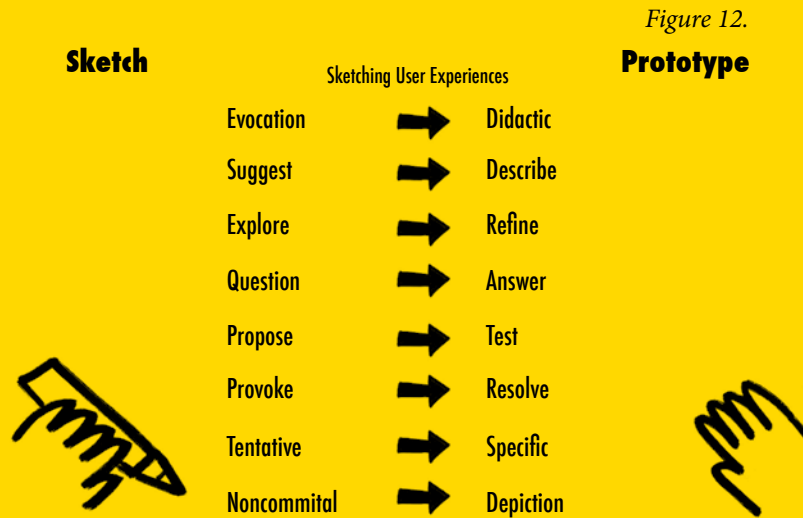 Figure 12.
Sketch
Prototype
Sketching User Experiences
Evocation Didactic
Suggest Describe
Explore Refine
Question Answer
Propose Test
Provoke Resolve
Tentative Specific
Noncommital Depiction